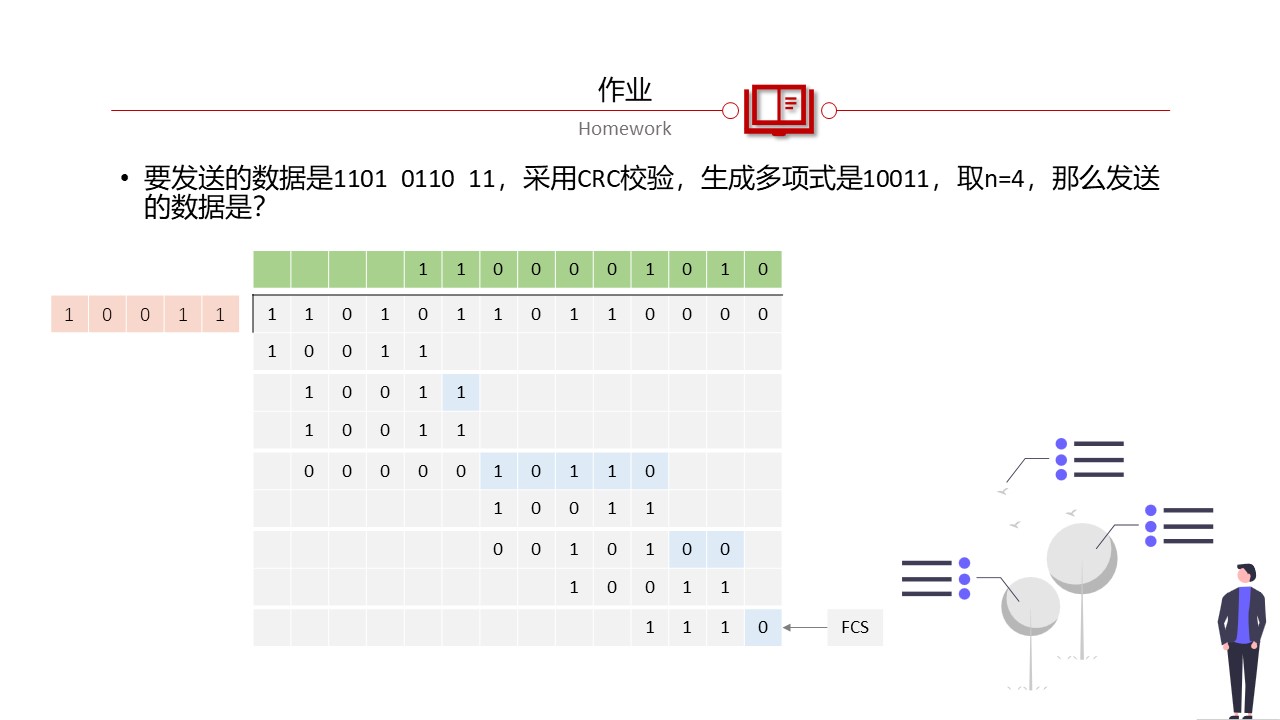 作业
Homework
• 要发送的数据是1101 0110 11，采用CRC校验，生成多项式是10011，取n=4，那么发送
的数据是？
1 1 0 0 0 0 1 0 1 0
1 0 0 1 1 1 1 0 1 0 1 1 0 1 1 0 0 0 0
1 0 0 1 1
1 0 0 1 1
1 0 0 1 1
0 0 0 0 0 1 0 1 1 0
1 0 0 1 1
0 0 1 0 1 0 0
1 0 0 1 1
1 1 1 0 FCS